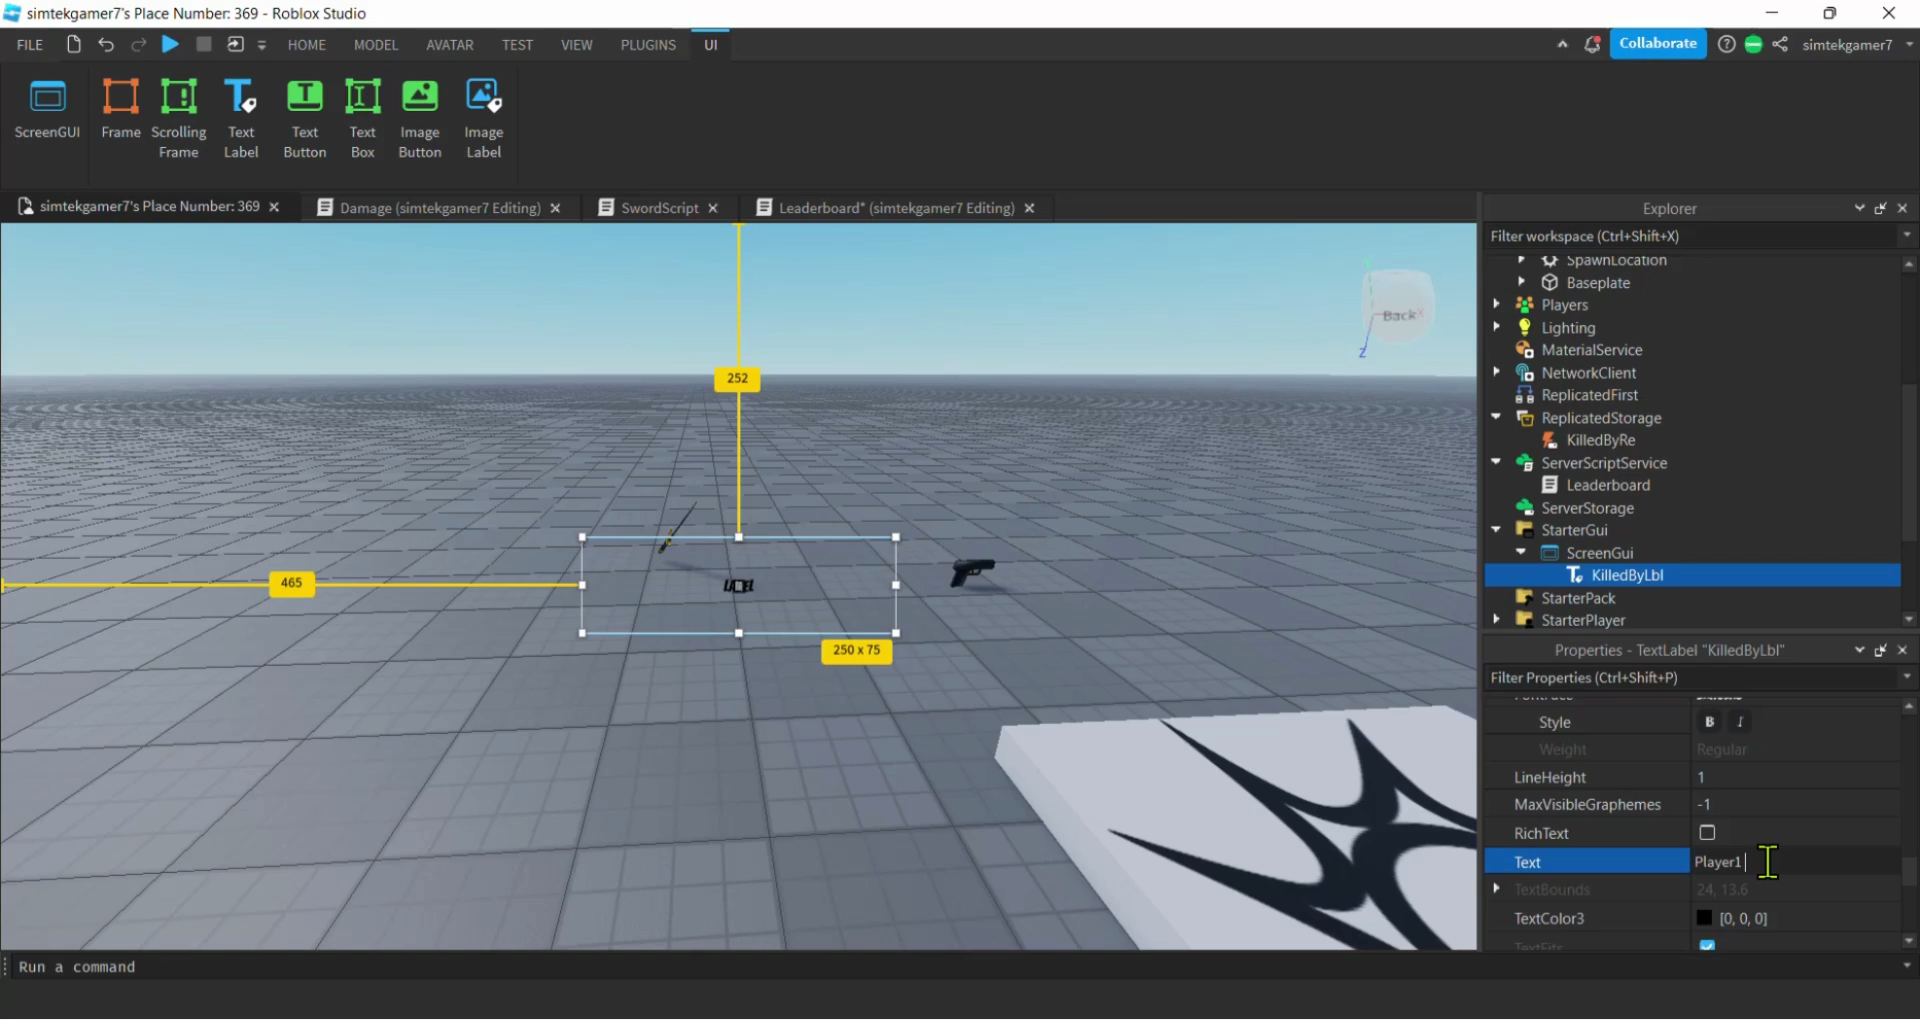 simtekgamer7's Place Number: 369 - Roblox Studio
FILE HOME MODEL AVATAR TEST VIEW PLUGINS UI Collaborate simtekgamer7
ScreenGUI Frame Scrolling Frame Text Label Text Button Text Box Image Button Image Label
simtekgamer7's Place Number: 369 Damage (simtekgamer7 Editing) SwordScript Leaderboard* (simtekgamer7 Editing)
Back
X
Z
252
465
LABEL
250 x 75
Explorer
Filter workspace (Ctrl+Shift+X)
SpawnLocation
Baseplate
Players
Lighting
MaterialService
NetworkClient
ReplicatedFirst
ReplicatedStorage
KilledByRe
ServerScriptService
Leaderboard
ServerStorage
StarterGui
ScreenGui
KilledByLbl
StarterPack
StarterPlayer
Properties - TextLabel "KilledByLbl"
Filter Properties (Ctrl+Shift+P)
Style B I
Weight Regular
LineHeight 1
MaxVisibleGraphemes -1
RichText
Text Player1
TextBounds 24, 13.6
TextColor3 [0, 0, 0]
Run a command